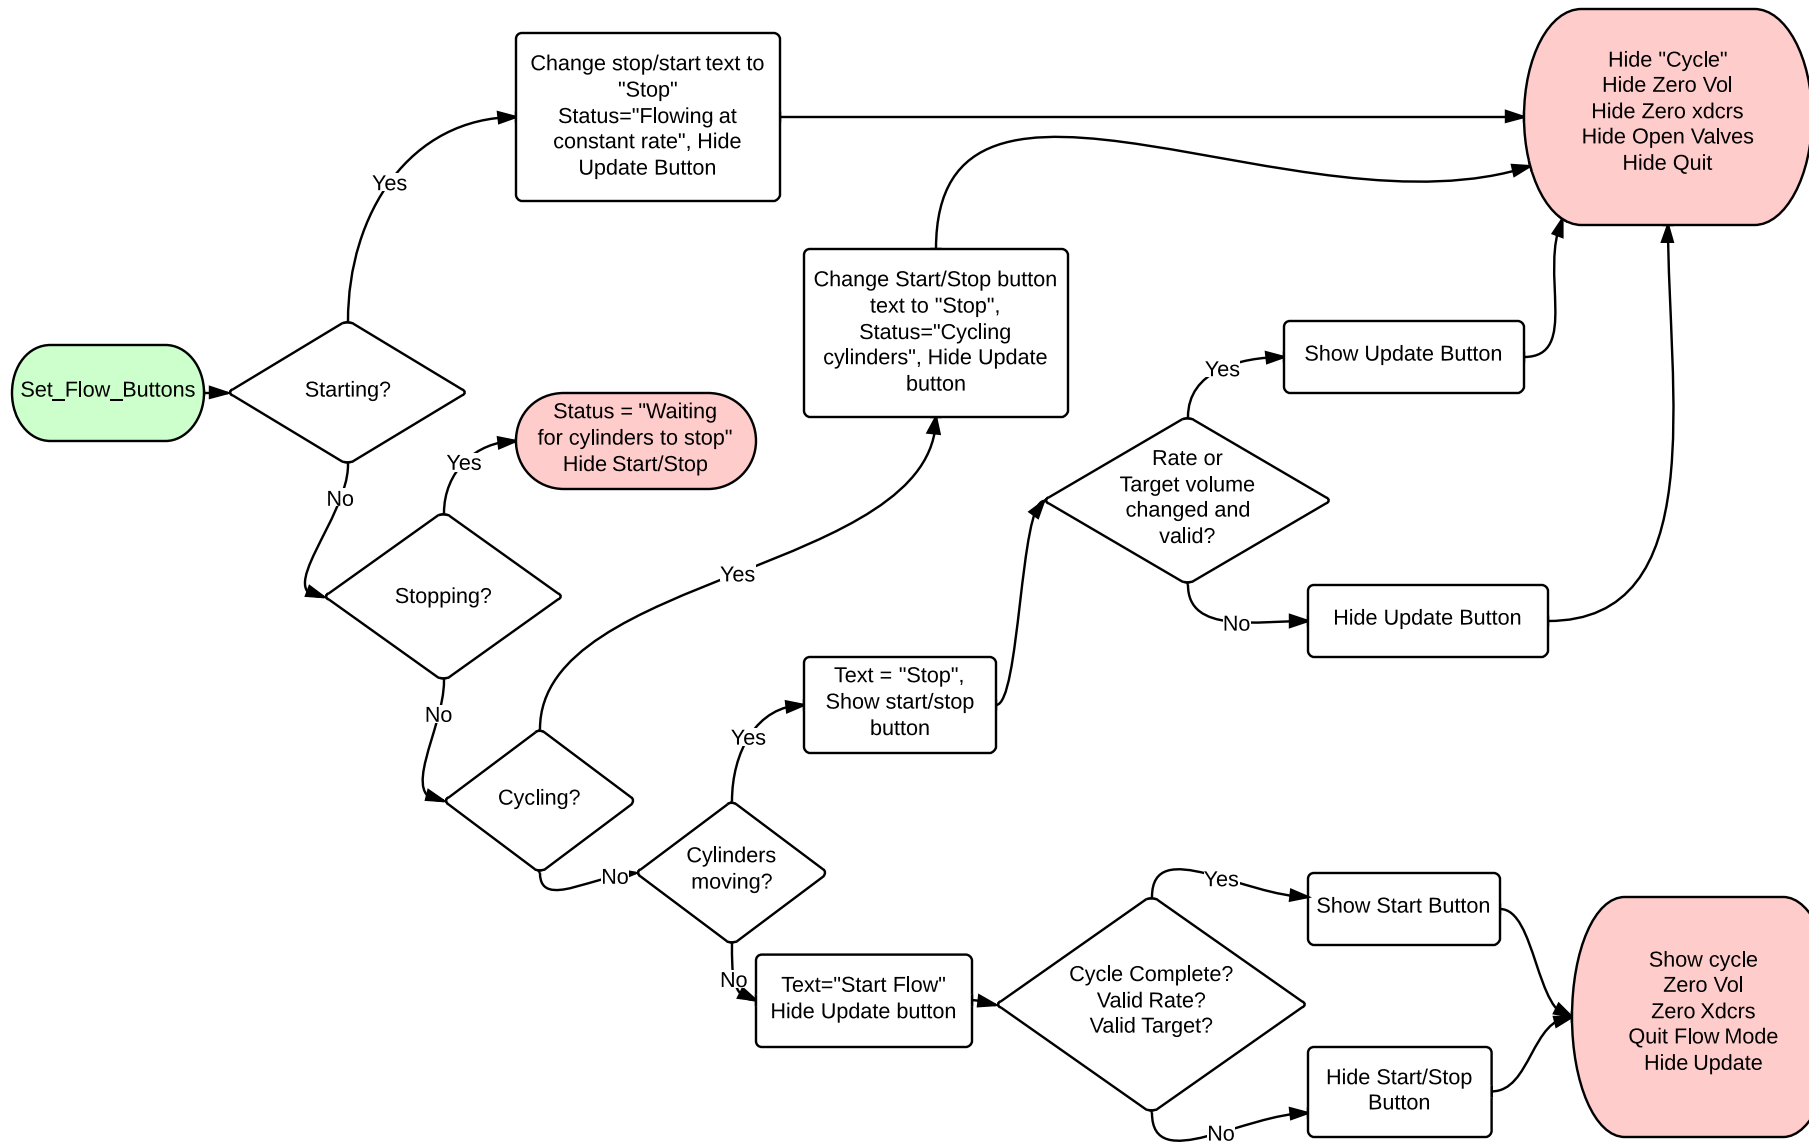 Set_Flow_Buttons
Starting?
Yes
Change stop/start text to
"Stop"
Status="Flowing at
constant rate", Hide
Update Button
Hide "Cycle"
Hide Zero Vol
Hide Zero xdcrs
Hide Open Valves
Hide Quit
No
Stopping?
Yes
Status = "Waiting
for cylinders to stop"
Hide Start/Stop
No
Cycling?
Yes
Change Start/Stop button
text to "Stop",
Status="Cycling
cylinders", Hide Update
button
No
Cylinders
moving?
Yes
Text = "Stop",
Show start/stop
button
Rate or
Target volume
changed and
valid?
Yes
Show Update Button
No
Hide Update Button
No
Text="Start Flow"
Hide Update button
Cycle Complete?
Valid Rate?
Valid Target?
Yes
Show Start Button
No
Hide Start/Stop
Button
Show cycle
Zero Vol
Zero Xdcrs
Quit Flow Mode
Hide Update